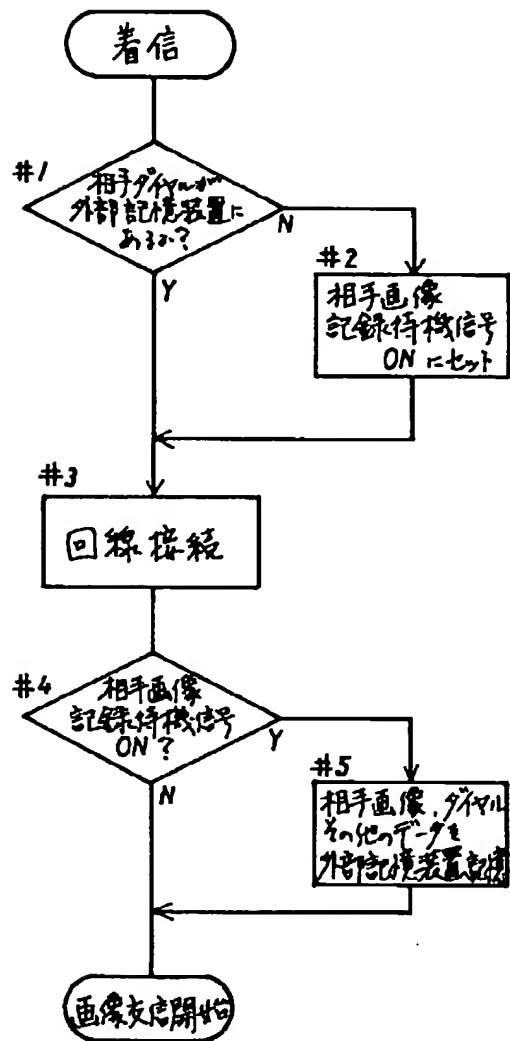 着信
#1
相手ダイヤルが
外部記憶装置に
あるか?
N
Y
#2
相手画像
記録待機信号
ONにセット
#3
回線接続
#4
相手画像
記録待機信号
ON?
Y
N
#5
相手画像、ダイヤル
その他のデータを
外部記憶装置記憶
画像交信開始